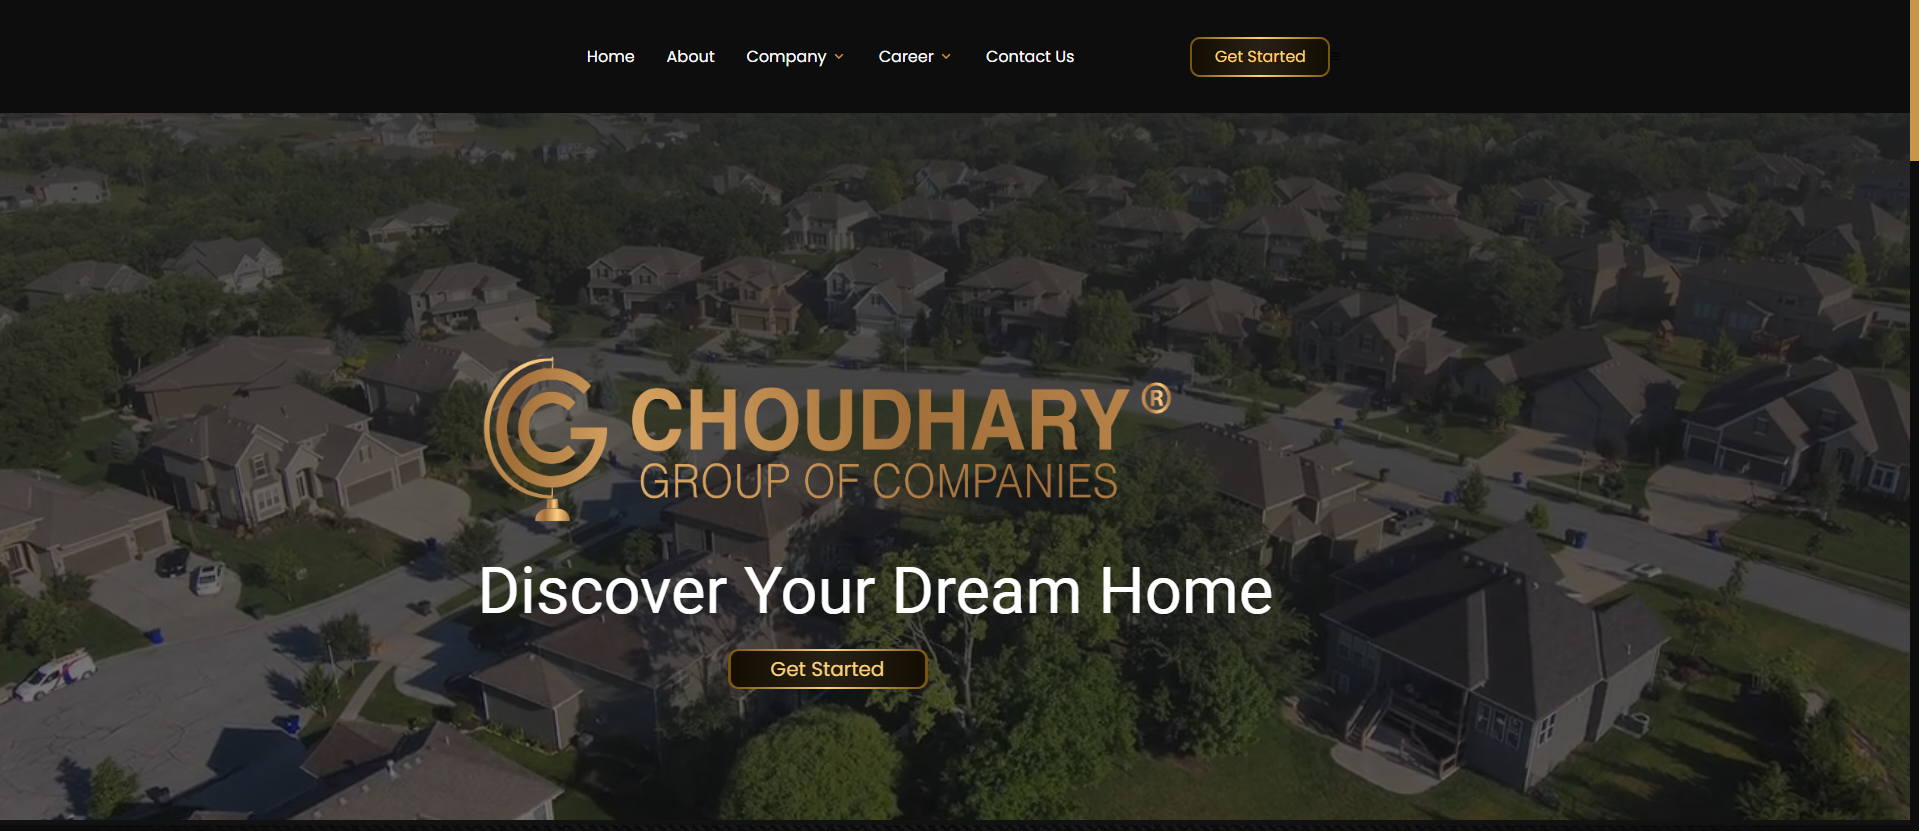 Home About Company Career Contact Us Get Started
CHOUDHARY ®
GROUP OF COMPANIES
Discover Your Dream Home
Get Started